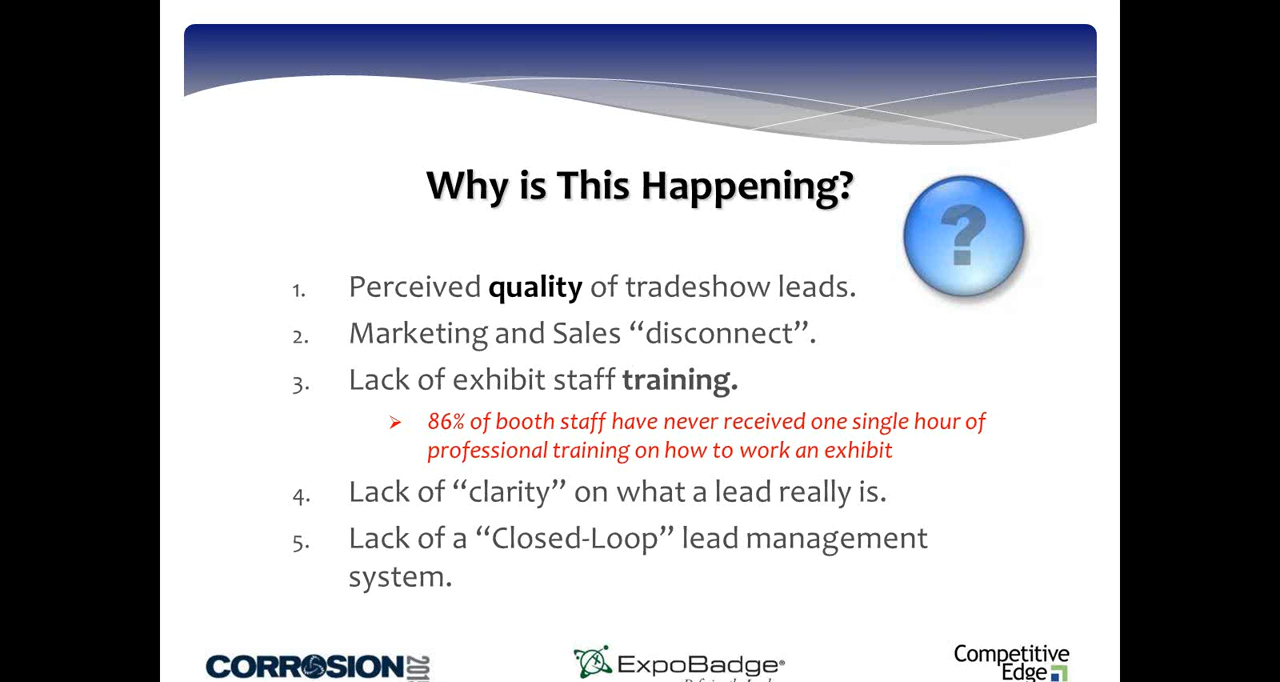 Why is This Happening?
?
1. Perceived quality of tradeshow leads.
2. Marketing and Sales “disconnect”.
3. Lack of exhibit staff training.
86% of booth staff have never received one single hour of
professional training on how to work an exhibit
4. Lack of “clarity” on what a lead really is.
5. Lack of a “Closed-Loop” lead management
system.
CORROSION
ExpoBadge®
Competitive
Edge